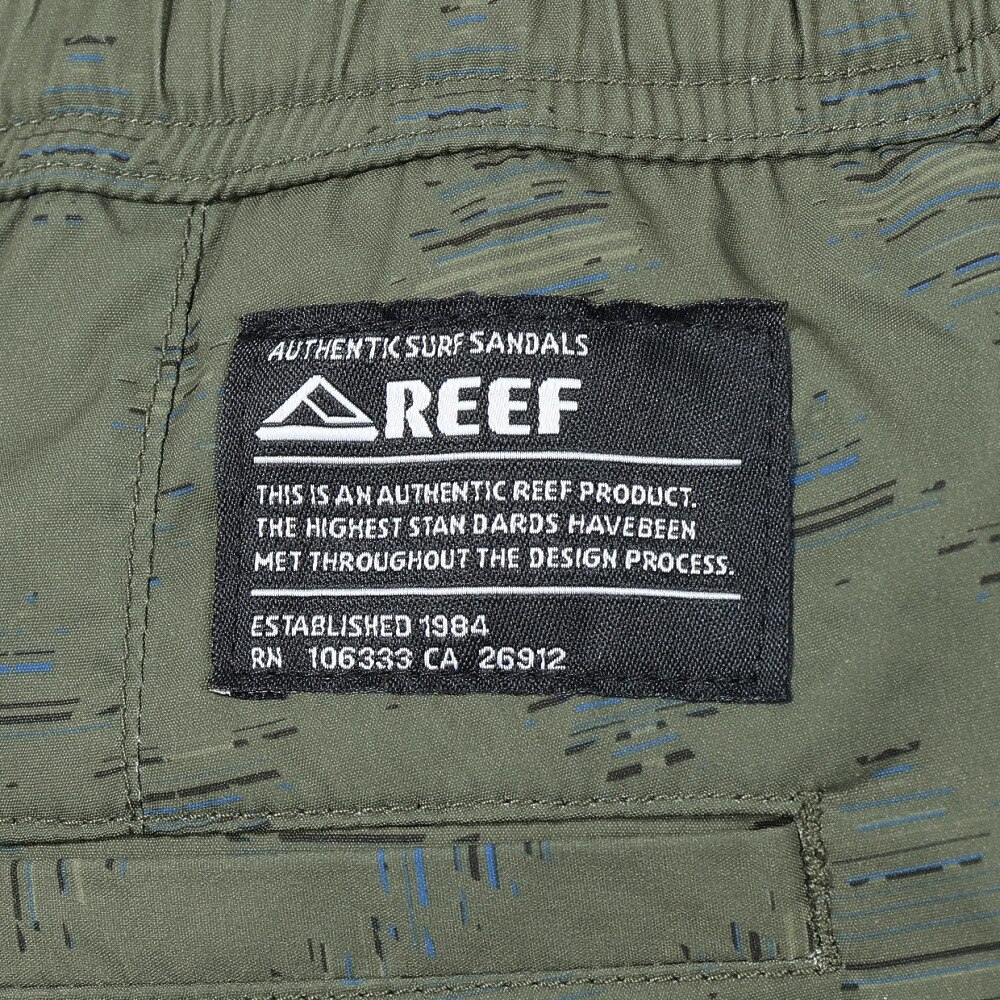 AUTHENTIC SURF SANDALS
REEF
THIS IS AN AUTHENTIC REEF PRODUCT.
THE HIGHEST STAN DARDS HAVEBEEN
MET THROUGHOUT THE DESIGN PROCESS.
ESTABLISHED 1984
RN 106333 CA 26912